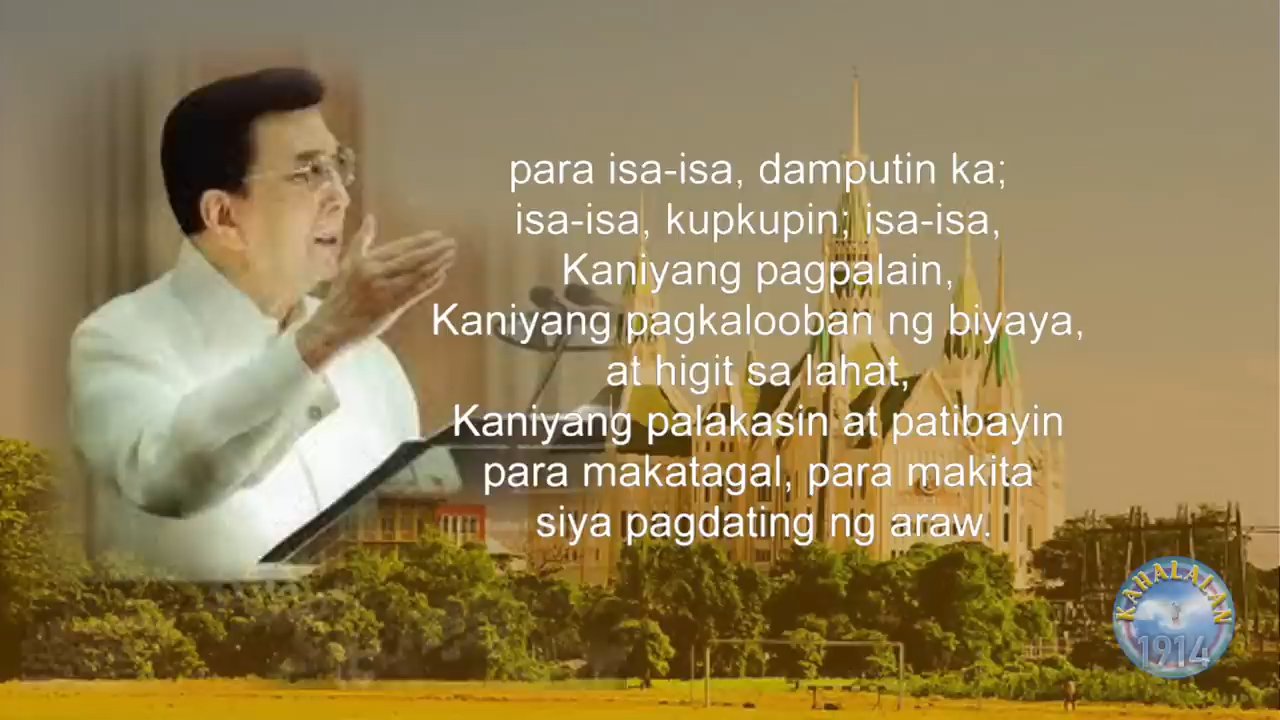 para isa-isa, damputin ka;
isa-isa, kupkupin; isa-isa,
Kaniyang pagpalain,
Kaniyang pagkalooban ng biyaya,
at higit sa lahat,
Kaniyang palakasin at patibayin
para makatagal, para makita
siya pagdating ng araw.
KAHALALAN
1914